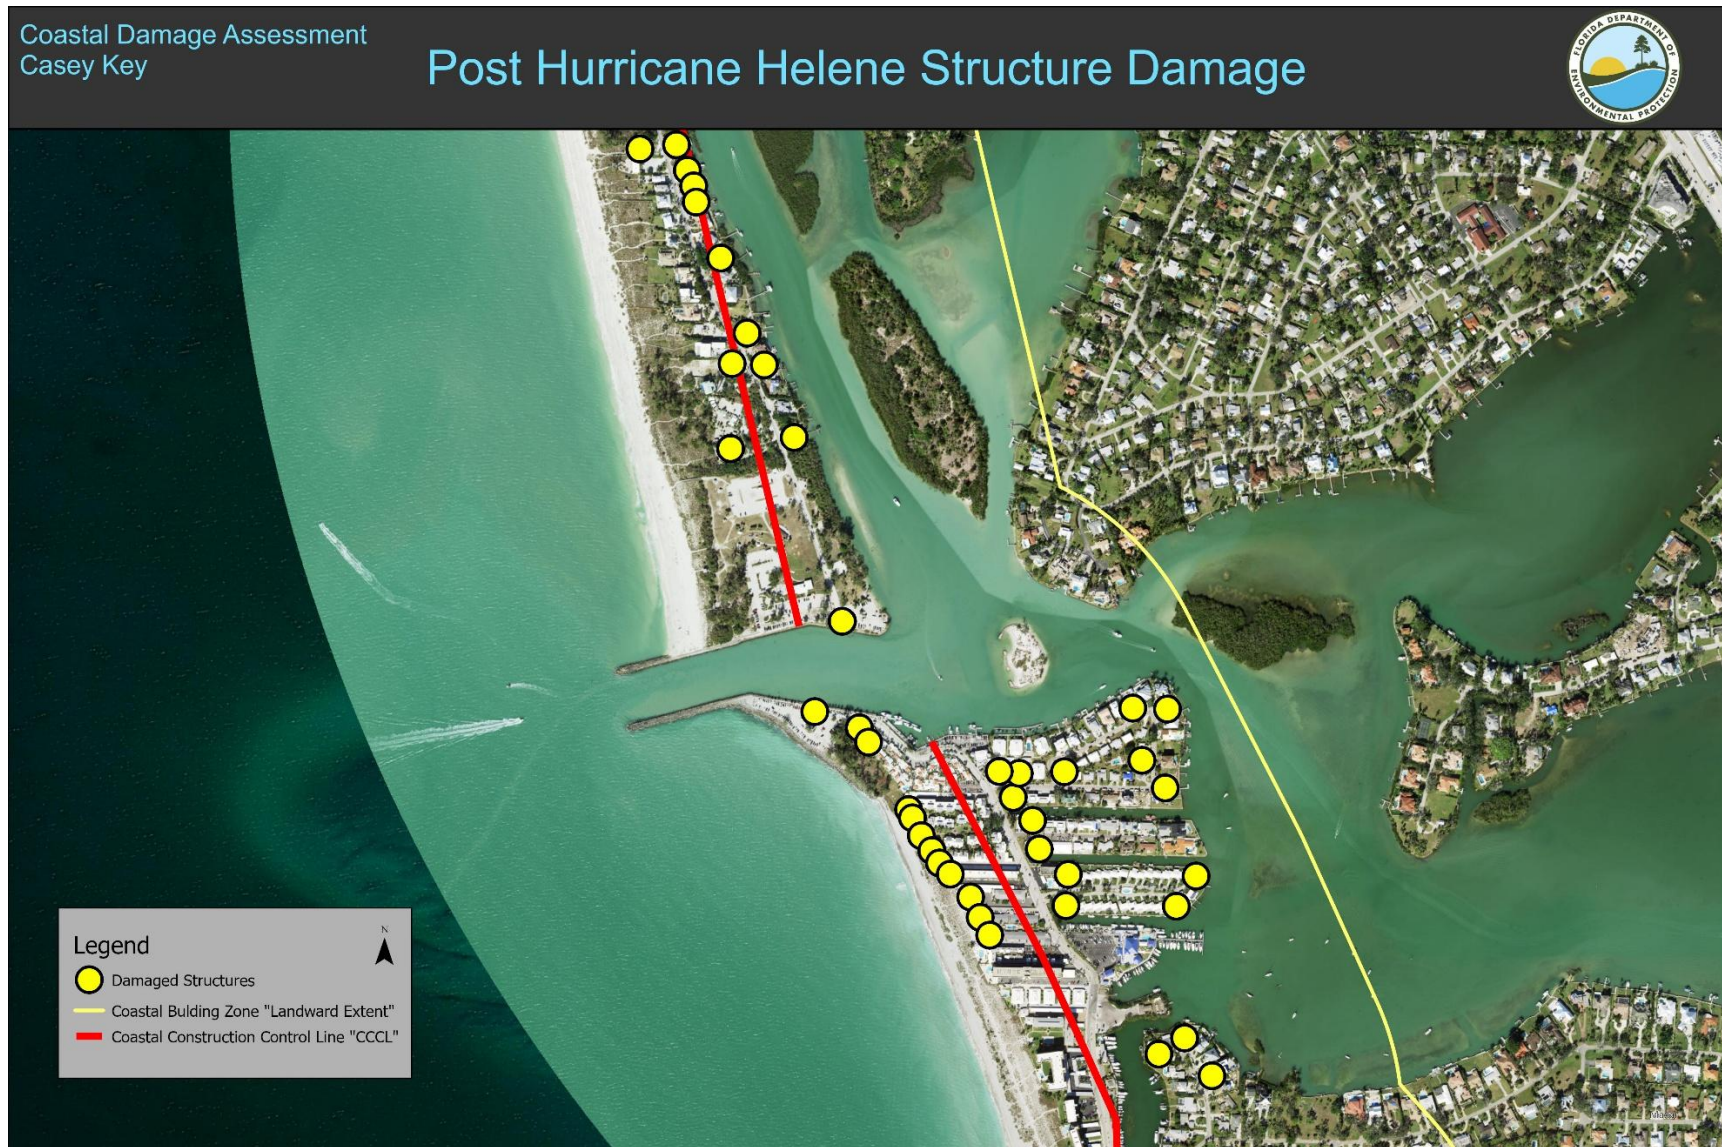 Coastal Damage Assessment
Casey Key
Post Hurricane Helene Structure Damage
FLORIDA DEPARTMENT OF
ENVIRONMENTAL PROTECTION
Legend
N
Damaged Structures
Coastal Bulding Zone "Landward Extent"
Coastal Construction Control Line "CCCL"